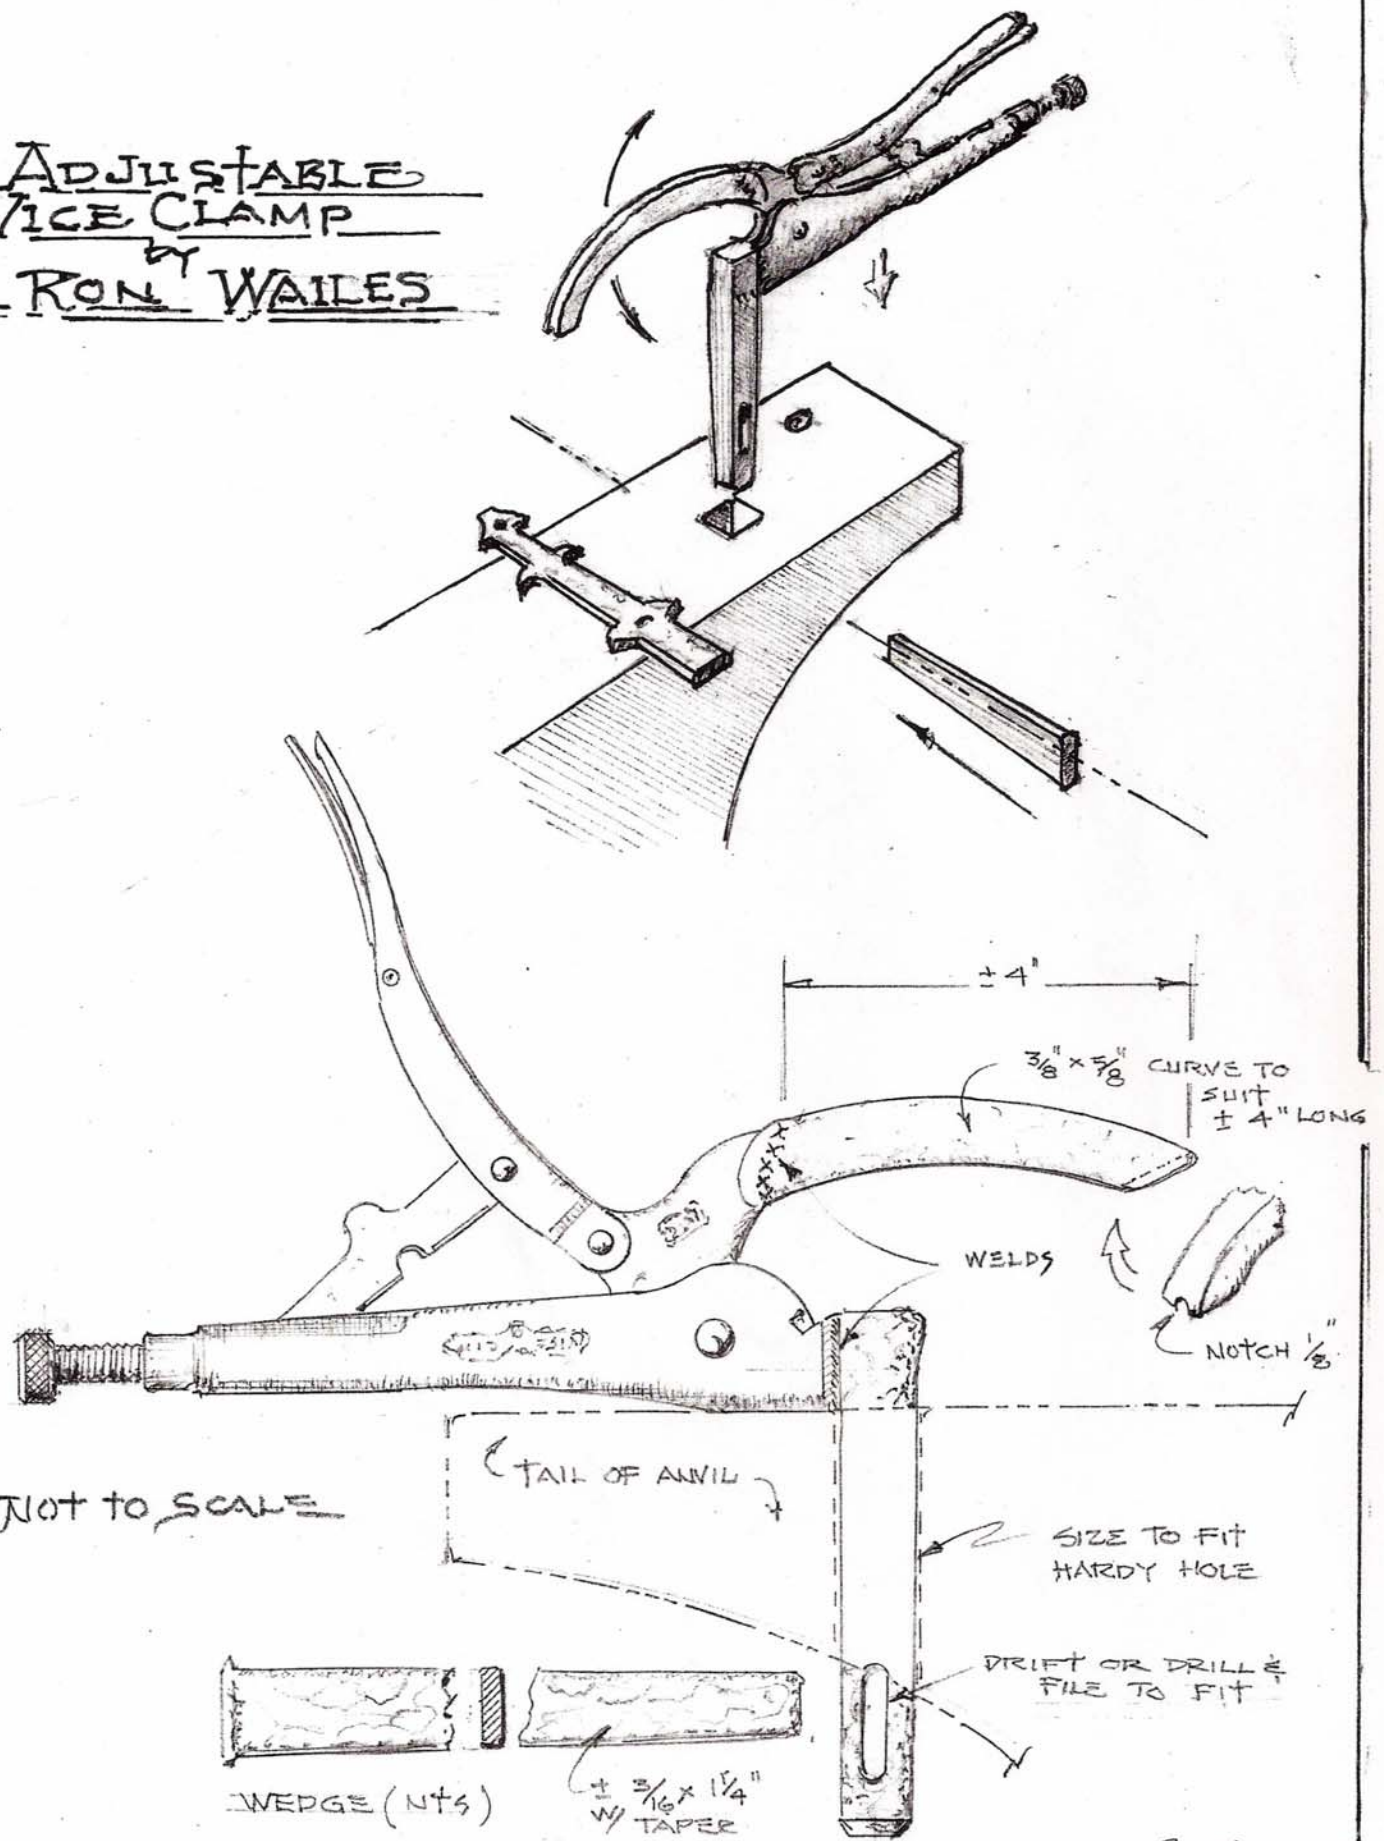 ADJUSTABLE
VICE CLAMP
by
RON WAILES
± 4"
3/8" x 5/8" CURVE TO
SUIT
± 4" LONG
WELDS
NOTCH 1/8"
TAIL OF ANVIL
NOT TO SCALE
SIZE TO FIT
HARDY HOLE
DRIFT OR DRILL &
FILE TO FIT
WEDGE (NTS)
± 3/16 x 1 1/4"
W/ TAPER